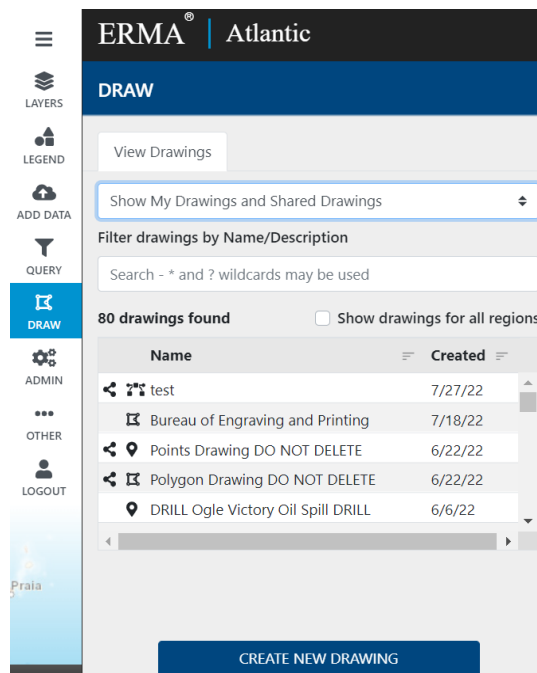 ERMA® | Atlantic
LAYERS
LEGEND
ADD DATA
QUERY
DRAW
ADMIN
OTHER
LOGOUT
Praia
DRAW
View Drawings
Show My Drawings and Shared Drawings
Filter drawings by Name/Description
Search - * and ? wildcards may be used
80 drawings found Show drawings for all regions
Name Created
test 7/27/22
Bureau of Engraving and Printing 7/18/22
Points Drawing DO NOT DELETE 6/22/22
Polygon Drawing DO NOT DELETE 6/22/22
DRILL Ogle Victory Oil Spill DRILL 6/6/22
CREATE NEW DRAWING